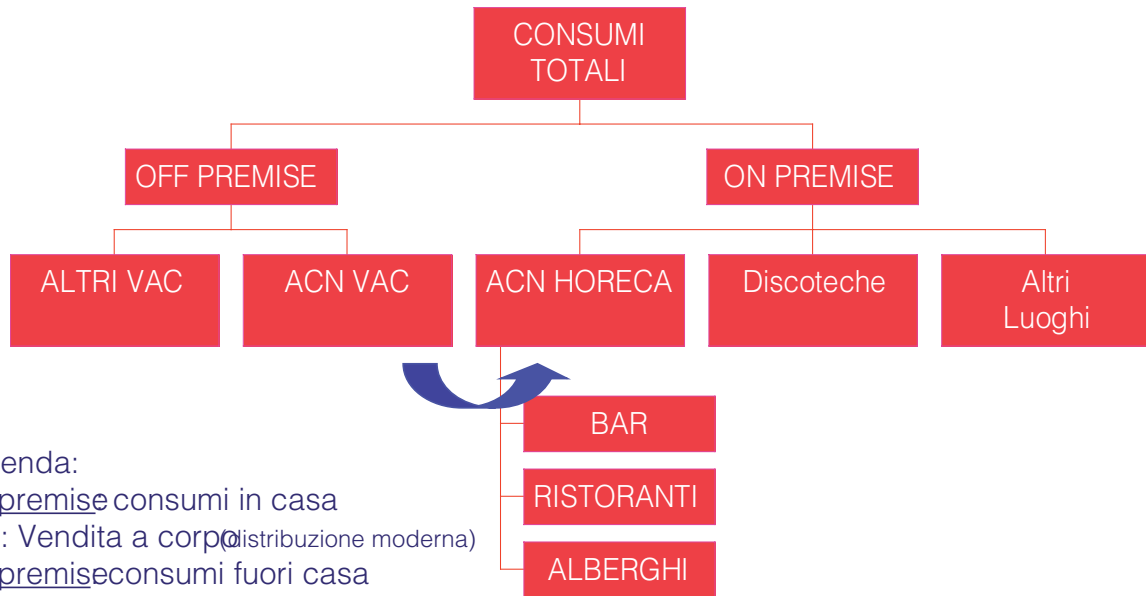 CONSUMI
TOTALI
OFF PREMISE
ON PREMISE
ALTRI VAC
ACN VAC
ACN HORECA
Discoteche
Altri
Luoghi
BAR
RISTORANTI
ALBERGHI
enda:
premise: consumi in casa
: Vendita a corpo (distribuzione moderna)
premise: consumi fuori casa